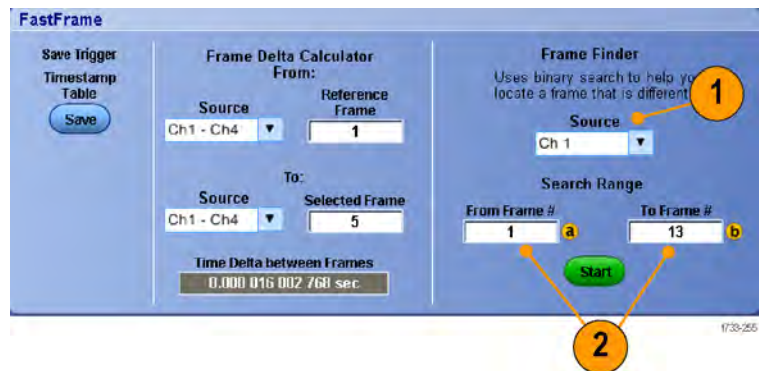 FastFrame
Save Trigger
Timestamp
Table
Save
Frame Delta Calculator
From:
Source
Reference
Frame
Ch1 - Ch4
1
To:
Source
Selected Frame
Ch1 - Ch4
5
Time Delta between Frames
0.000 016 002 768 sec
Frame Finder
Uses binary search to help
locate a frame that is different
1
Source
Ch 1
Search Range
From Frame #
To Frame #
1
a
13
b
Start
2
1733-255